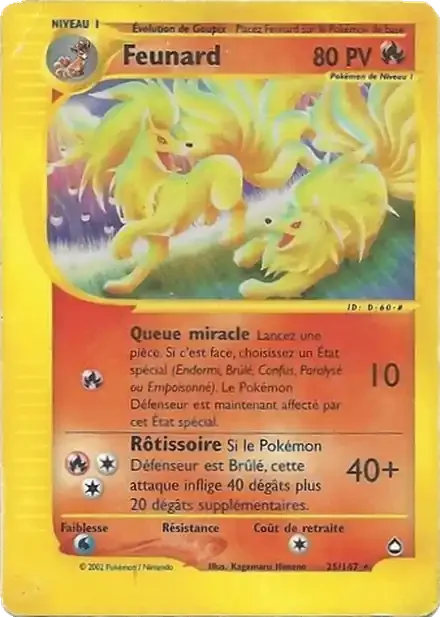 NIVEAU 1
Évolution de Goupix Placez Feunard sur le Pokémon de base
Feunard 80 PV
Pokémon de Niveau 1
ID: D-60-#
Queue miracle Lancez une
pièce. Si c'est face, choisissez un État
spécial (Endormi, Brûlé, Confus, Paralysé
ou Empoisonné). Le Pokémon
Défenseur est maintenant affecté par
cet État spécial.
10
Rôtissoire Si le Pokémon
Défenseur est Brûlé, cette
attaque inflige 40 dégâts plus
20 dégâts supplémentaires.
40+
Faiblesse Résistance Coût de retraite
© 2002 Pokémon / Nintendo Illus. Kagemaru Himeno 25/147